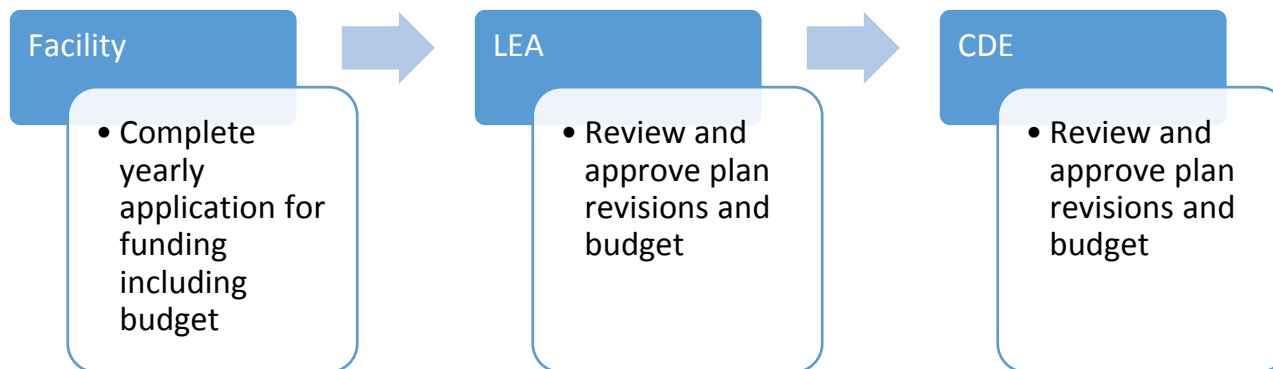 Facility
• Complete
yearly
application for
funding
including
budget
LEA
• Review and
approve plan
revisions and
budget
CDE
• Review and
approve plan
revisions and
budget